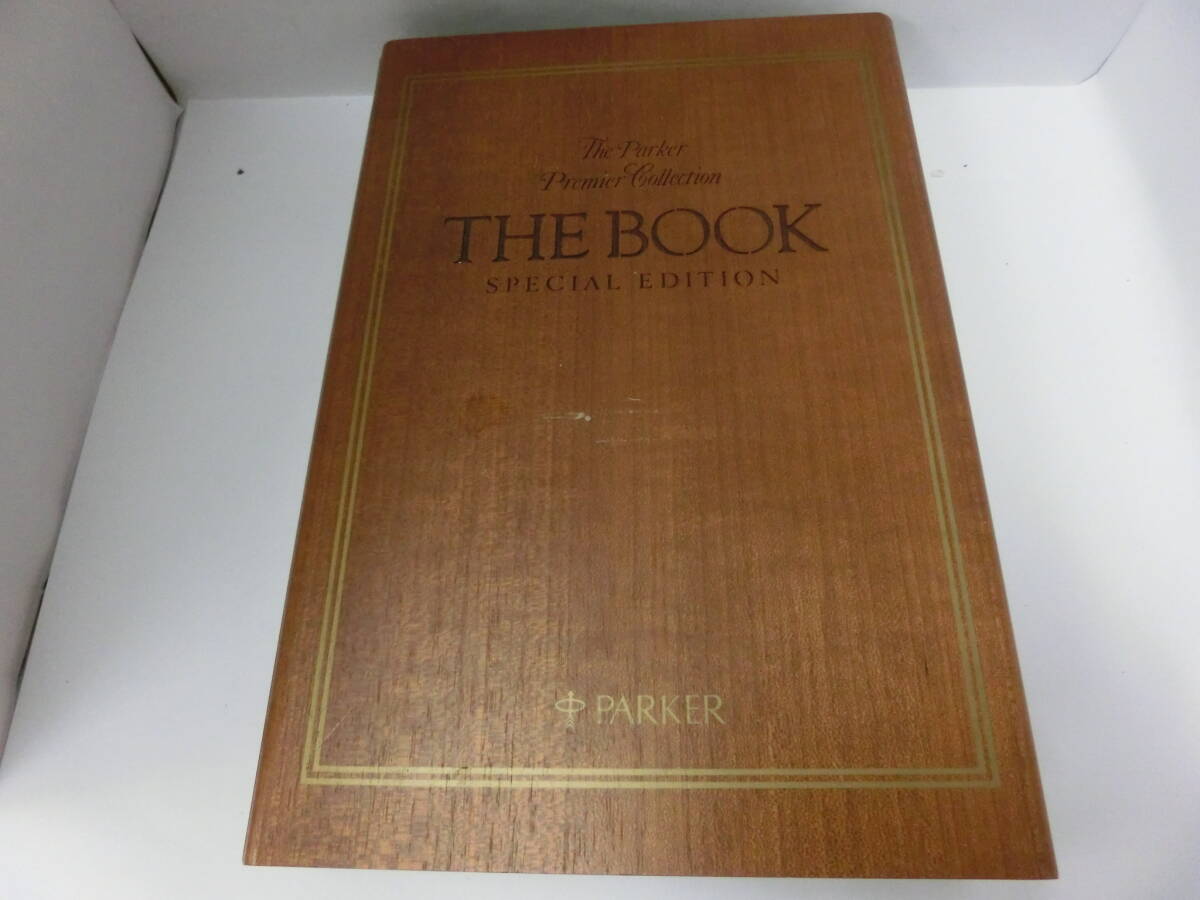 The Parker
Premier Collection
THE BOOK
SPECIAL EDITION
PARKER